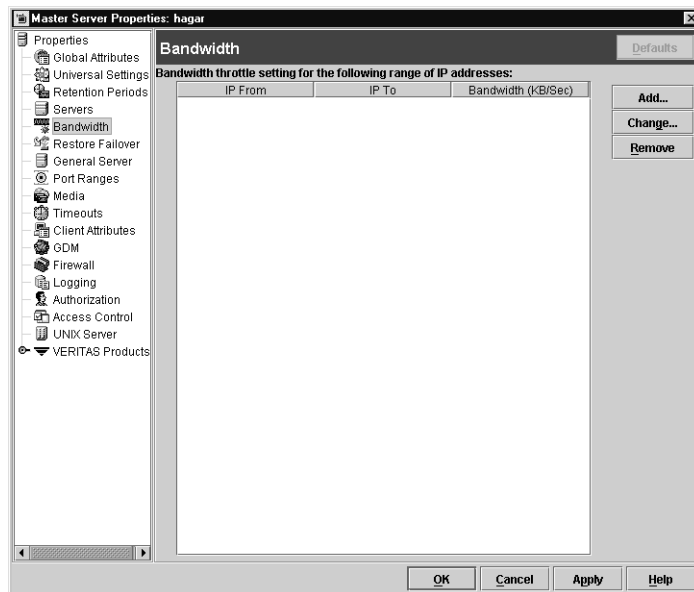 Master Server Properties: hagar
Properties
Global Attributes
Universal Settings
Retention Periods
Servers
Bandwidth
Restore Failover
General Server
Port Ranges
Media
Timeouts
Client Attributes
GDM
Firewall
Logging
Authorization
Access Control
UNIX Server
VERITAS Products
Bandwidth
Defaults
Bandwidth throttle setting for the following range of IP addresses:
IP From IP To Bandwidth (KB/Sec)
Add...
Change...
Remove
OK Cancel Apply Help